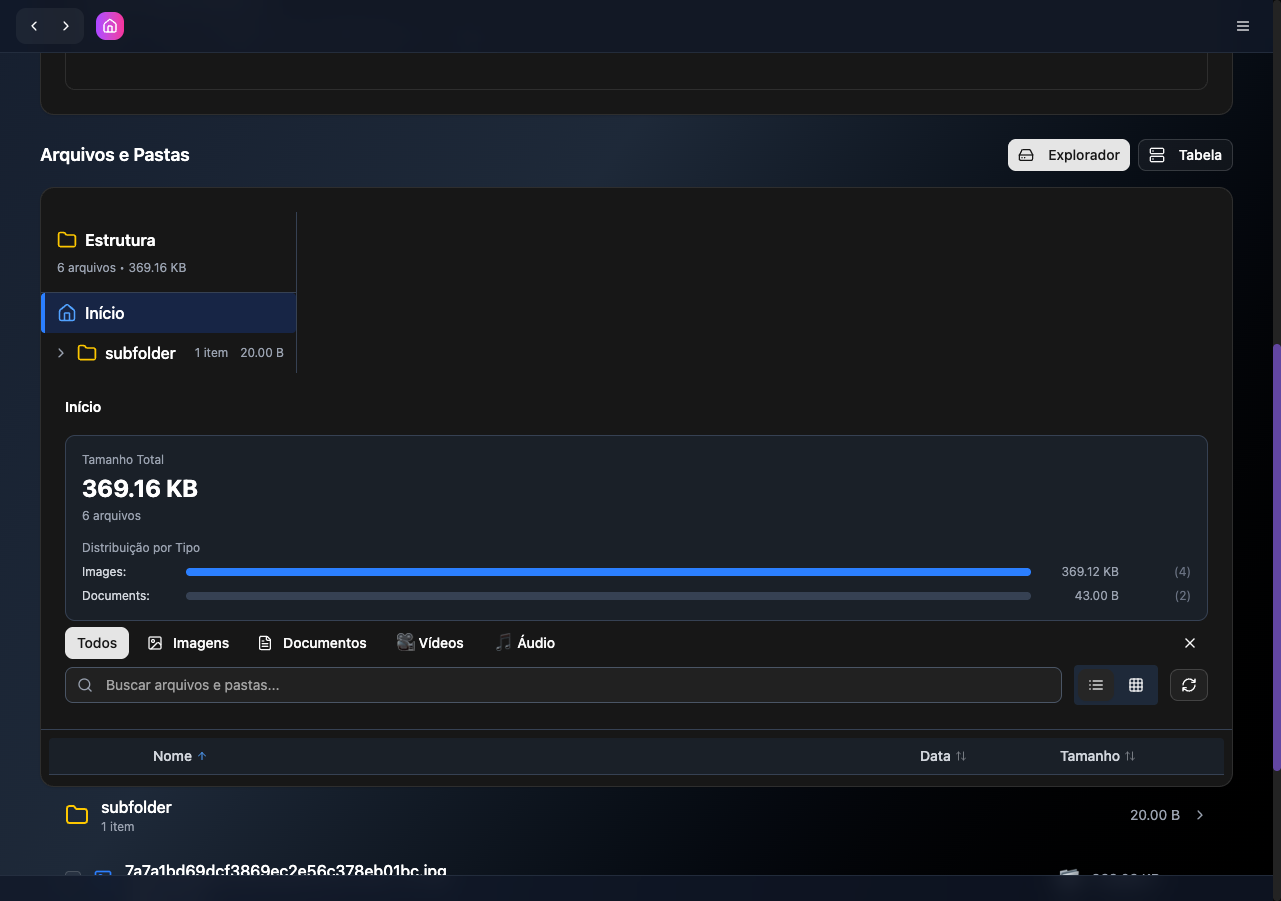 Arquivos e Pastas
Explorador
Tabela
Estrutura
6 arquivos • 369.16 KB
Início
subfolder 1 item 20.00 B
Início
Tamanho Total
369.16 KB
6 arquivos
Distribuição por Tipo
Images: 369.12 KB (4)
Documents: 43.00 B (2)
Todos Imagens Documentos Vídeos Áudio
Buscar arquivos e pastas...
Nome Data Tamanho
subfolder
1 item
20.00 B
7a7a1bd69dcf3869ec2e56c378eb01bc.jpg